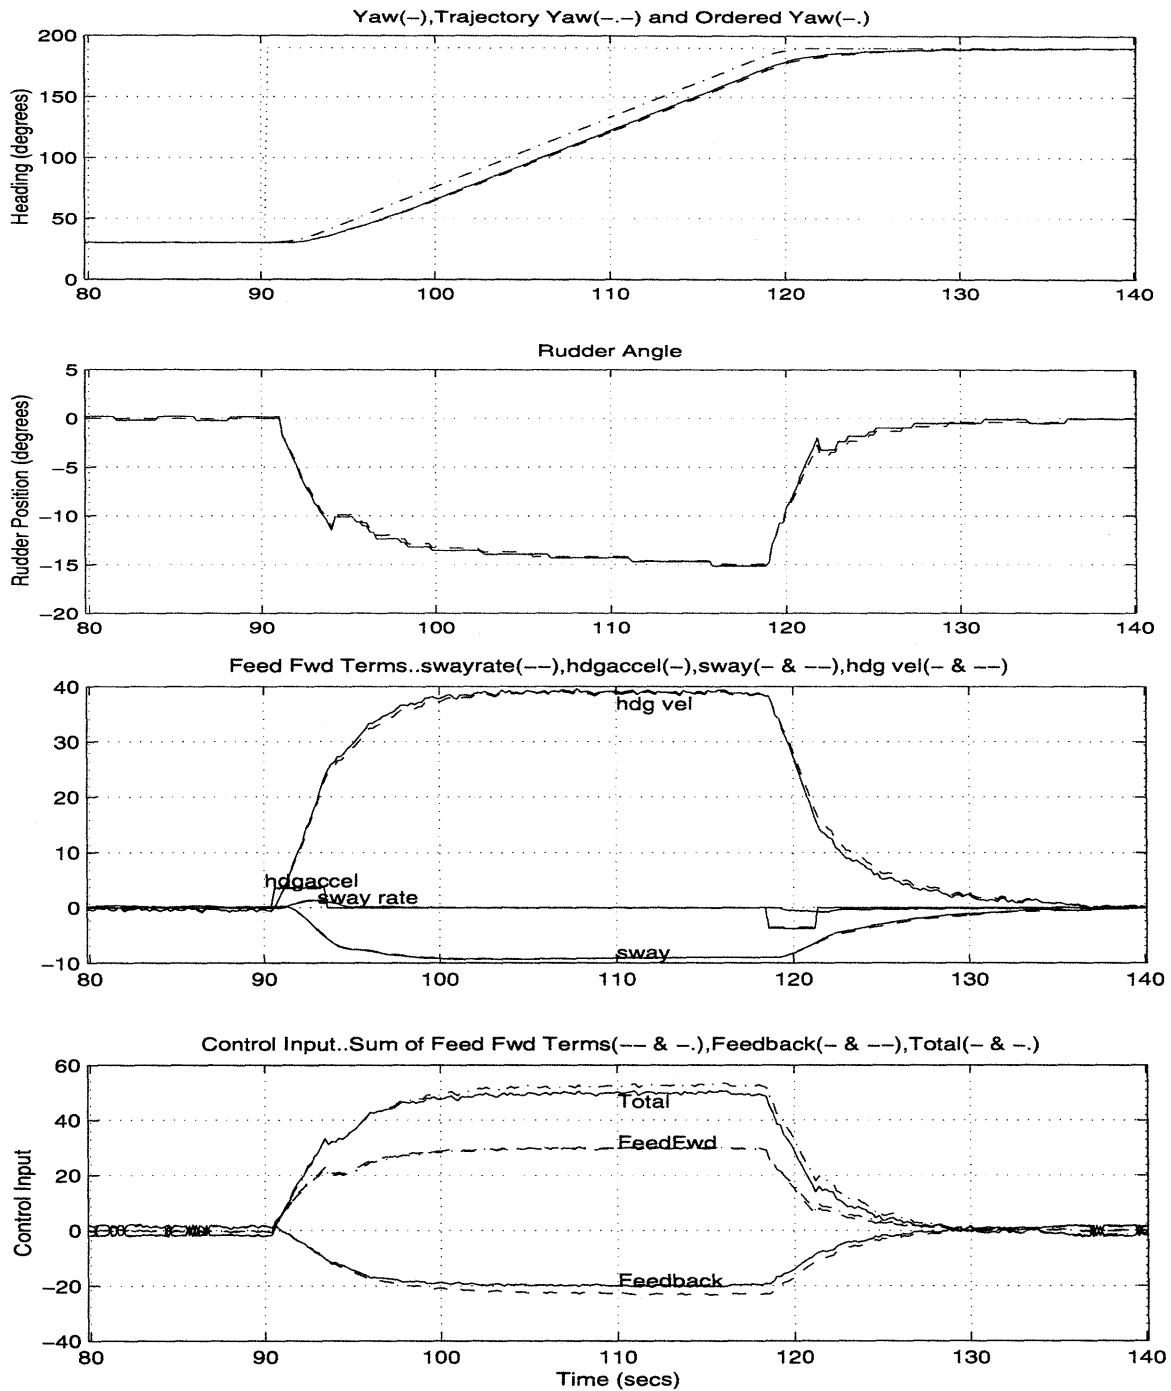 Yaw(−),Trajectory Yaw(−.−) and Ordered Yaw(−.)
Heading (degrees)
200
150
100
50
0
80 90 100 110 120 130 140
Rudder Angle
Rudder Position (degrees)
5
0
−5
−10
−15
−20
80 90 100 110 120 130 140
Feed Fwd Terms..swayrate(−−),hdgaccel(−),sway(− & −−),hdg vel(− & −−)
40
30
20
10
0
−10
hdg vel
hdgaccel
sway rate
sway
80 90 100 110 120 130 140
Control Input..Sum of Feed Fwd Terms(−− & −.),Feedback(− & −−),Total(− & −.)
Control Input
60
40
20
0
−20
−40
Total
FeedFwd
Feedback
80 90 100 110 120 130 140
Time (secs)